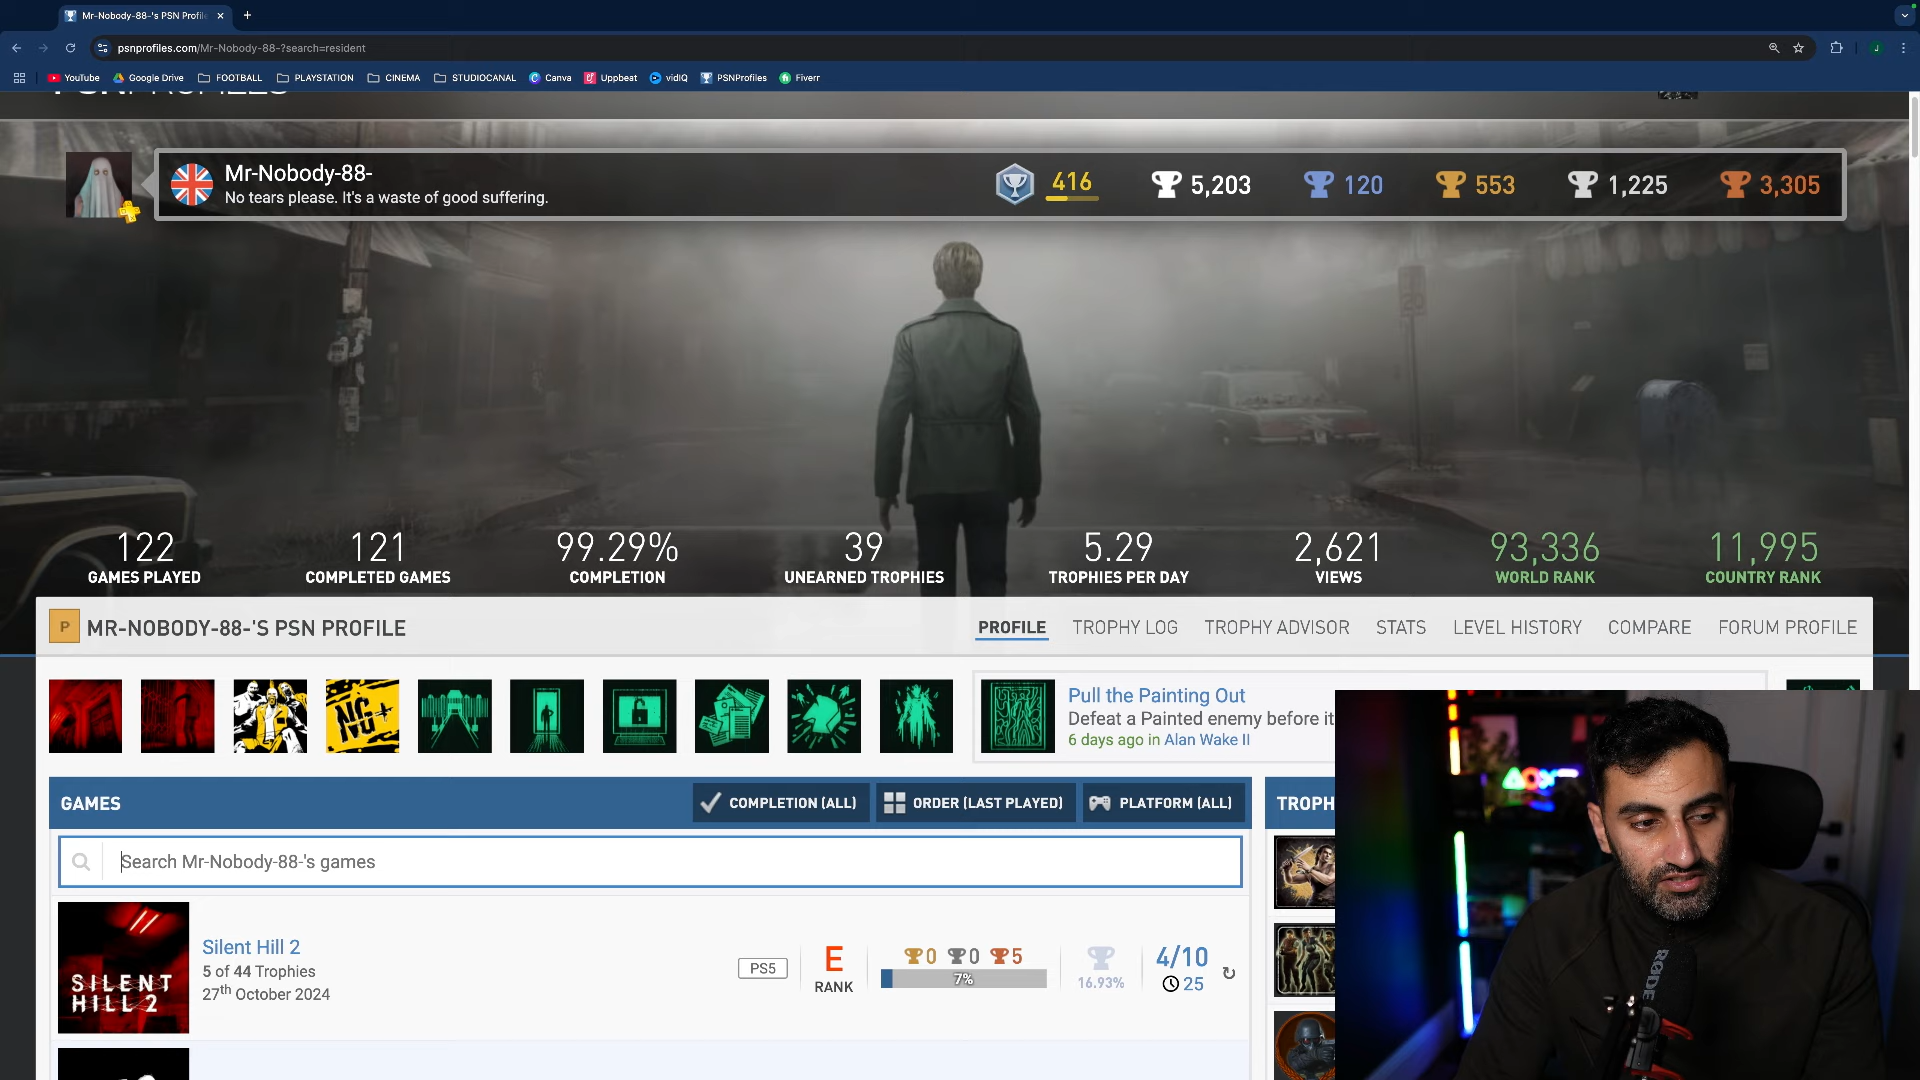 Mr-Nobody-88-'s PSN Profile
psnprofiles.com/Mr-Nobody-88-?search=resident
J
YouTube
Google Drive
FOOTBALL
PLAYSTATION
CINEMA
STUDIOCANAL
Canva
Uppbeat
vidIQ
PSNProfiles
Fiverr
PSNPROFILES
Mr-Nobody-88-
No tears please. It's a waste of good suffering.
416
5,203
120
553
1,225
3,305
122
GAMES PLAYED
121
COMPLETED GAMES
99.29%
COMPLETION
39
UNEARNED TROPHIES
5.29
TROPHIES PER DAY
2,621
VIEWS
93,336
WORLD RANK
11,995
COUNTRY RANK
P
MR-NOBODY-88-'S PSN PROFILE
PROFILE
TROPHY LOG
TROPHY ADVISOR
STATS
LEVEL HISTORY
COMPARE
FORUM PROFILE
NG+
Pull the Painting Out
Defeat a Painted enemy before it
6 days ago in Alan Wake II
GAMES
COMPLETION (ALL)
ORDER (LAST PLAYED)
PLATFORM (ALL)
TROPH
Search Mr-Nobody-88-'s games
SILENT
HILL 2
Silent Hill 2
5 of 44 Trophies
27th October 2024
PS5
E
RANK
0 0 5
7%
16.93%
4/10
25
RØDE